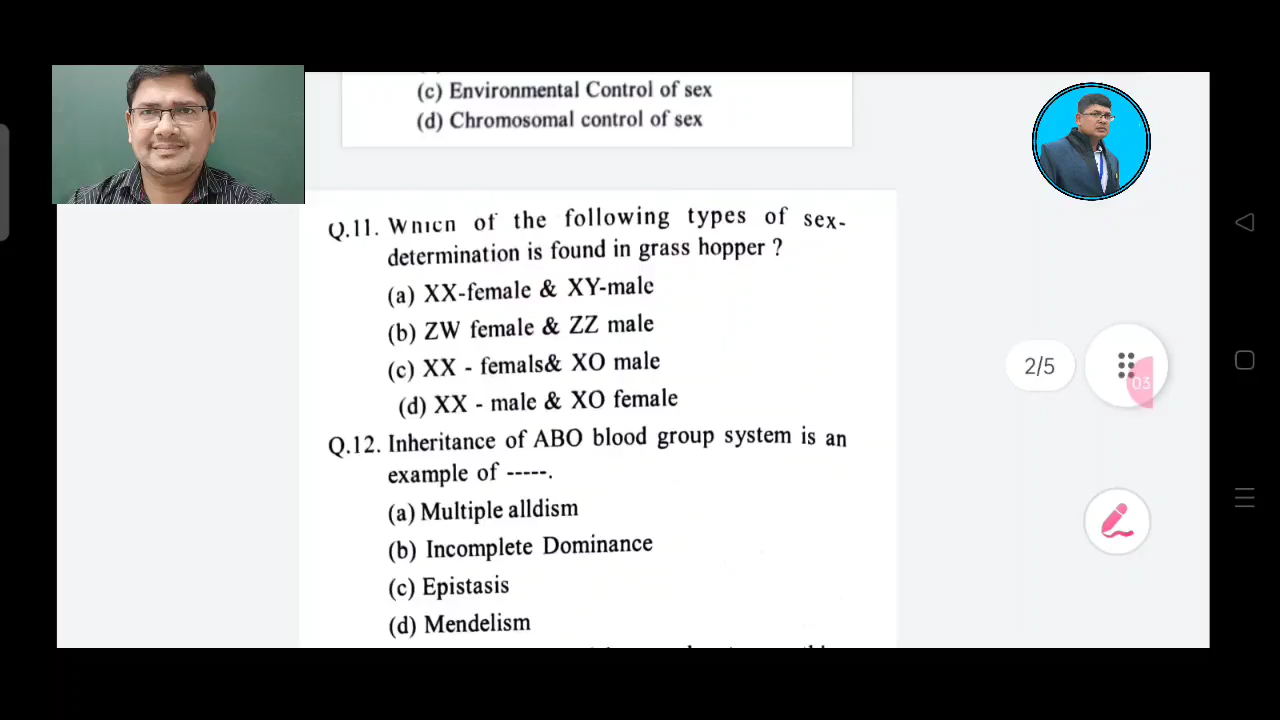 (c) Environmental Control of sex
(d) Chromosomal control of sex
Q.11. Which of the following types of sex-
determination is found in grass hopper ?
(a) XX-female & XY-male
(b) ZW female & ZZ male
(c) XX - femals& XO male
(d) XX - male & XO female
2/5
03
Q.12. Inheritance of ABO blood group system is an
example of -----.
(a) Multiple alldism
(b) Incomplete Dominance
(c) Epistasis
(d) Mendelism